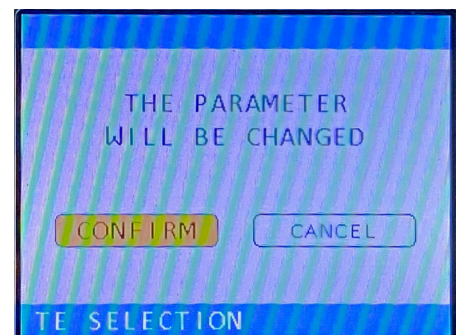 THE PARAMETER
WILL BE CHANGED
CONFIRM CANCEL
TE SELECTION